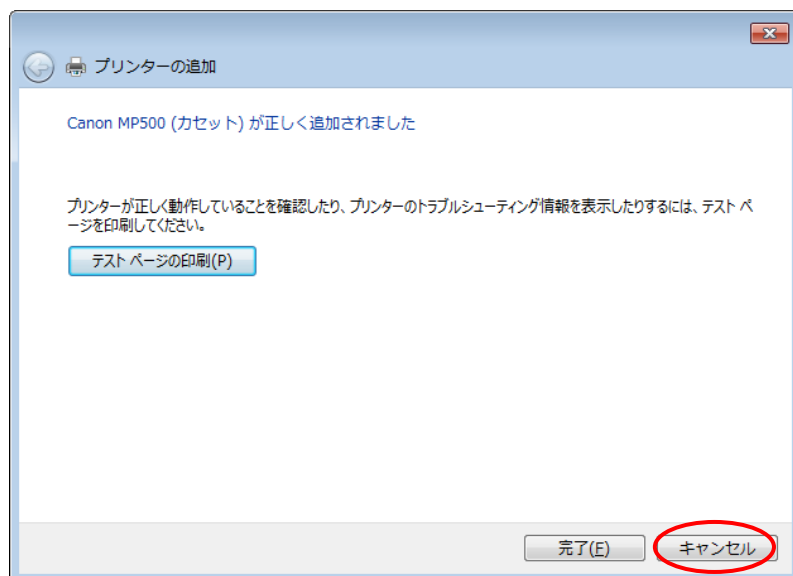 プリンターの追加
Canon MP500 (カセット) が正しく追加されました
プリンターが正しく動作していることを確認したり、プリンターのトラブルシューティング情報を表示したりするには、テスト ペ
ージを印刷してください。
テスト ページの印刷(P)
完了(F)
キャンセル